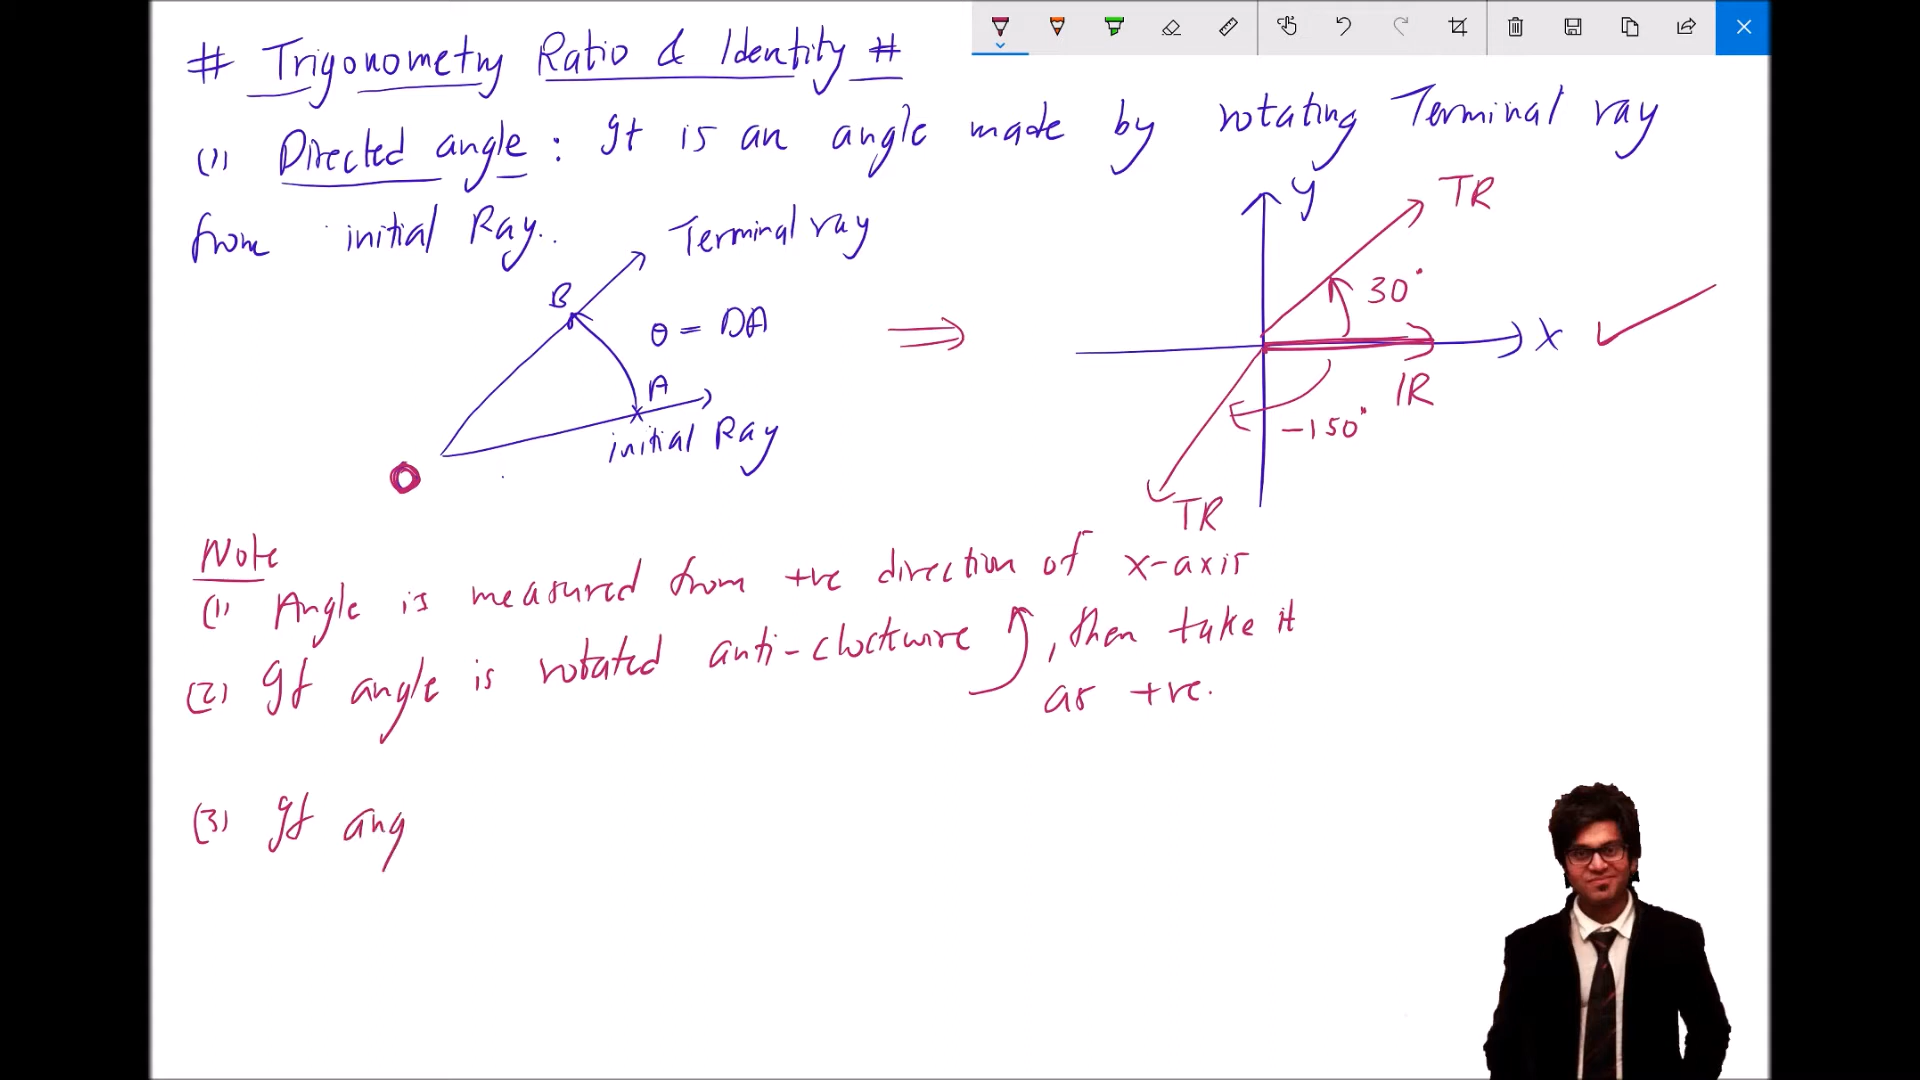 # Trigonometry Ratio & Identity #
(1) Directed angle : It is an angle made by rotating Terminal ray
from initial Ray.
Terminal ray
B
θ = DA
A
initial Ray
O
⇒
y
TR
30°
X
IR
-150°
TR
Note
(1) Angle is measured from +ve direction of x-axis
(2) If angle is rotated anti-clockwise , then take it
as +ve.
(3) If ang